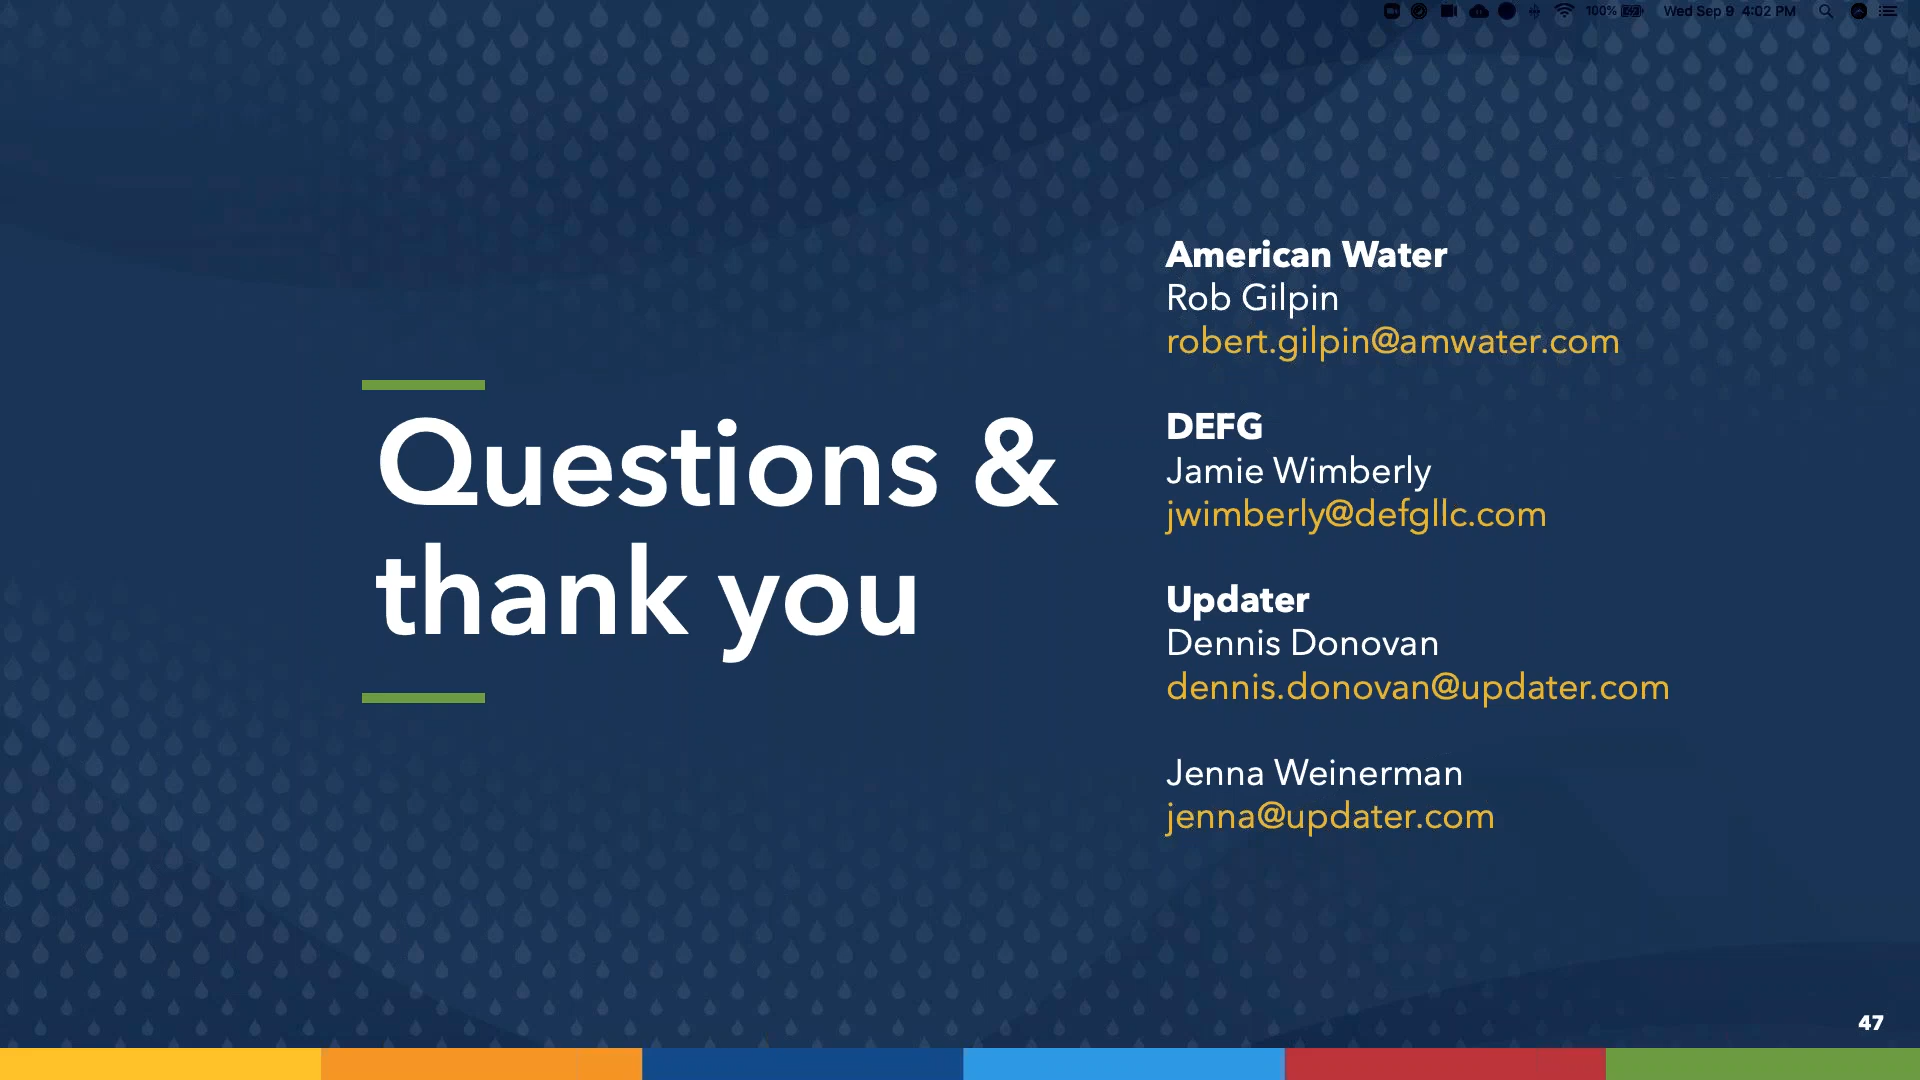 100% Wed Sep 9 4:02 PM
Questions &
thank you
American Water
Rob Gilpin
robert.gilpin@amwater.com
DEFG
Jamie Wimberly
jwimberly@defgllc.com
Updater
Dennis Donovan
dennis.donovan@updater.com
Jenna Weinerman
jenna@updater.com
47